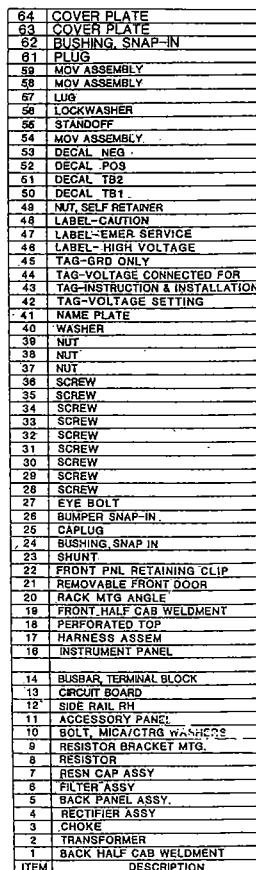 64 COVER PLATE
63 COVER PLATE
62 BUSHING, SNAP-IN
61 PLUG
59 MOV ASSEMBLY
58 MOV ASSEMBLY
57 LUG
56 LOCKWASHER
55 STANDOFF
54 MOV ASSEMBLY.
53 DECAL NEG.
52 DECAL POS
51 DECAL TB2
50 DECAL TB1.
49 NUT, SELF RETAINER
48 LABEL-CAUTION
47 LABEL-EMER SERVICE
46 LABEL-HIGH VOLTAGE
45 TAG-GRD ONLY
44 TAG-VOLTAGE CONNECTED FOR
43 TAG-INSTRUCTION & INSTALLATION
42 TAG-VOLTAGE SETTING
41 NAME PLATE
40 WASHER
39 NUT
38 NUT
37 NUT
36 SCREW
35 SCREW
34 SCREW
33 SCREW
32 SCREW
31 SCREW
30 SCREW
29 SCREW
28 SCREW
27 EYE BOLT
26 BUMPER SNAP-IN.
25 CAPLUG
24 BUSHING, SNAP IN
23 SHUNT
22 FRONT PNL RETAINING CLIP
21 REMOVABLE FRONT DOOR
20 RACK MTG ANGLE
19 FRONT HALF CAB WELDMENT
18 PERFORATED TOP
17 HARNESS ASSEM
16 INSTRUMENT PANEL
14 BUSBAR, TERMINAL BLOCK
13 CIRCUIT BOARD
12 SIDE RAIL RH
11 ACCESSORY PANEL
10 BOLT, MICA/CTRG WASHERS
9 RESISTOR BRACKET MTG.
8 RESISTOR
7 RESN CAP ASSY
6 FILTER ASSY
5 BACK PANEL ASSY.
4 RECTIFIER ASSY
3 CHOKE
2 TRANSFORMER
1 BACK HALF CAB WELDMENT
ITEM DESCRIPTION